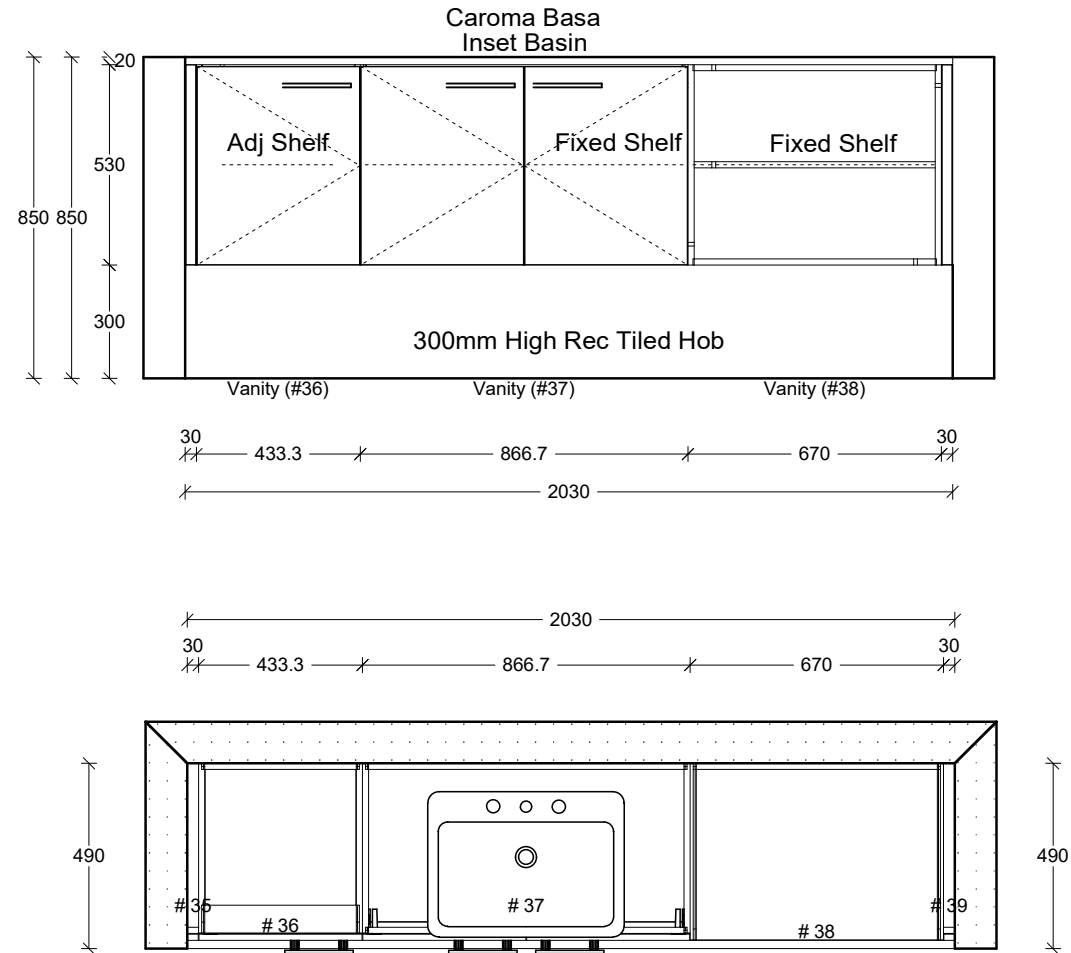 Caroma Basa
Inset Basin
20
Adj Shelf
Fixed Shelf
Fixed Shelf
530
850
850
300
300mm High Rec Tiled Hob
Vanity (#36)
Vanity (#37)
Vanity (#38)
30
433.3
866.7
670
30
2030
2030
30
433.3
866.7
670
30
490
490
# 35
# 36
# 37
# 38
# 39